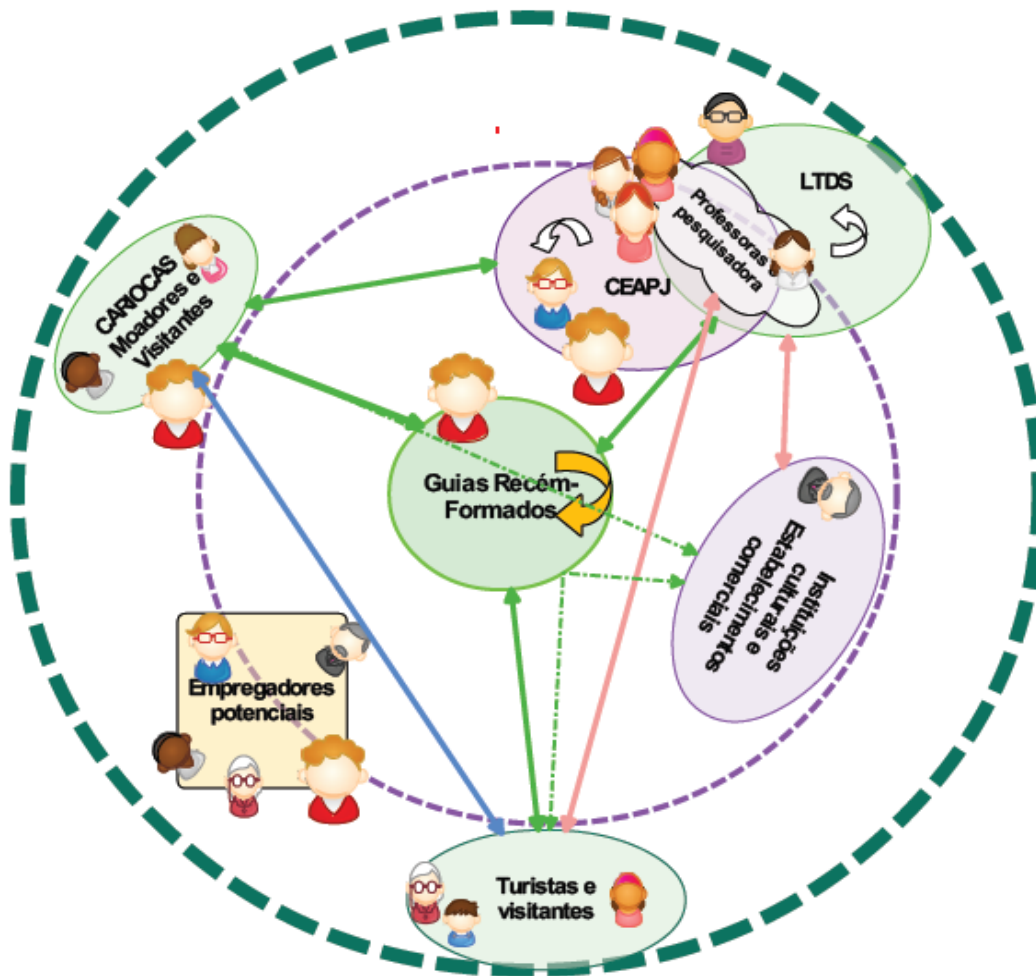 LTDS
Professoras
pesquisadora
CEAPJ
CARIOCAS
Moadores e
Visitantes
Guias Recém-
Formados
Instituições
culturais e
Estabelecimentos
comerciais
Empregadores
potenciais
Turistas e
visitantes